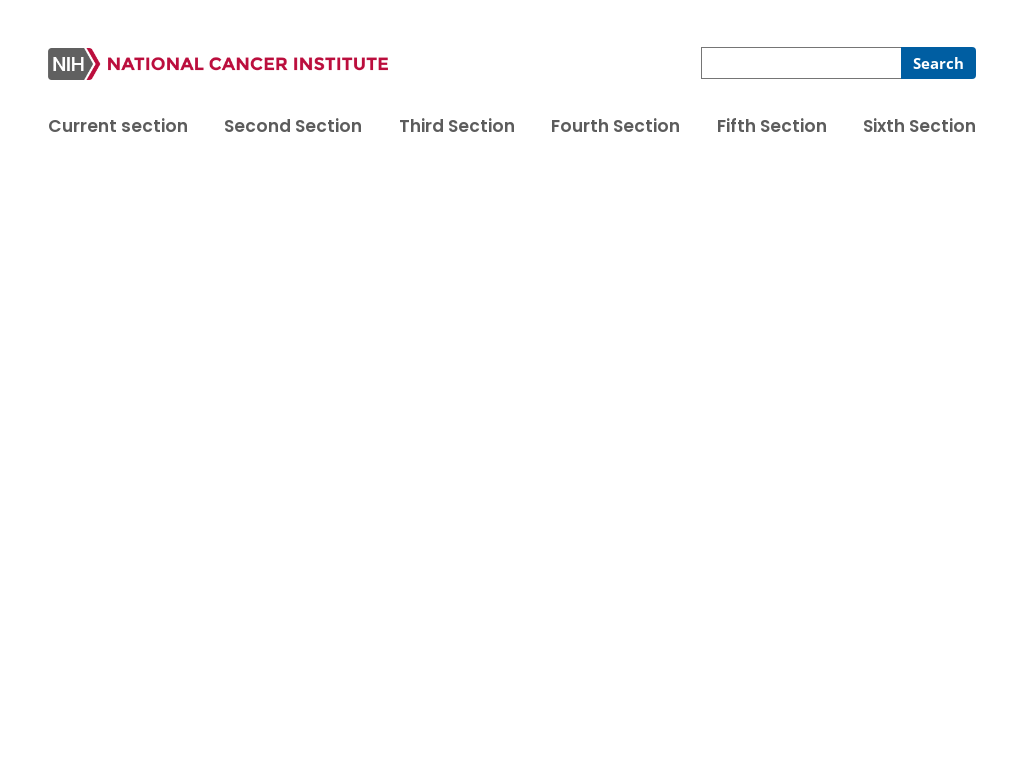 NIH NATIONAL CANCER INSTITUTE
Search
Current section Second Section Third Section Fourth Section Fifth Section Sixth Section